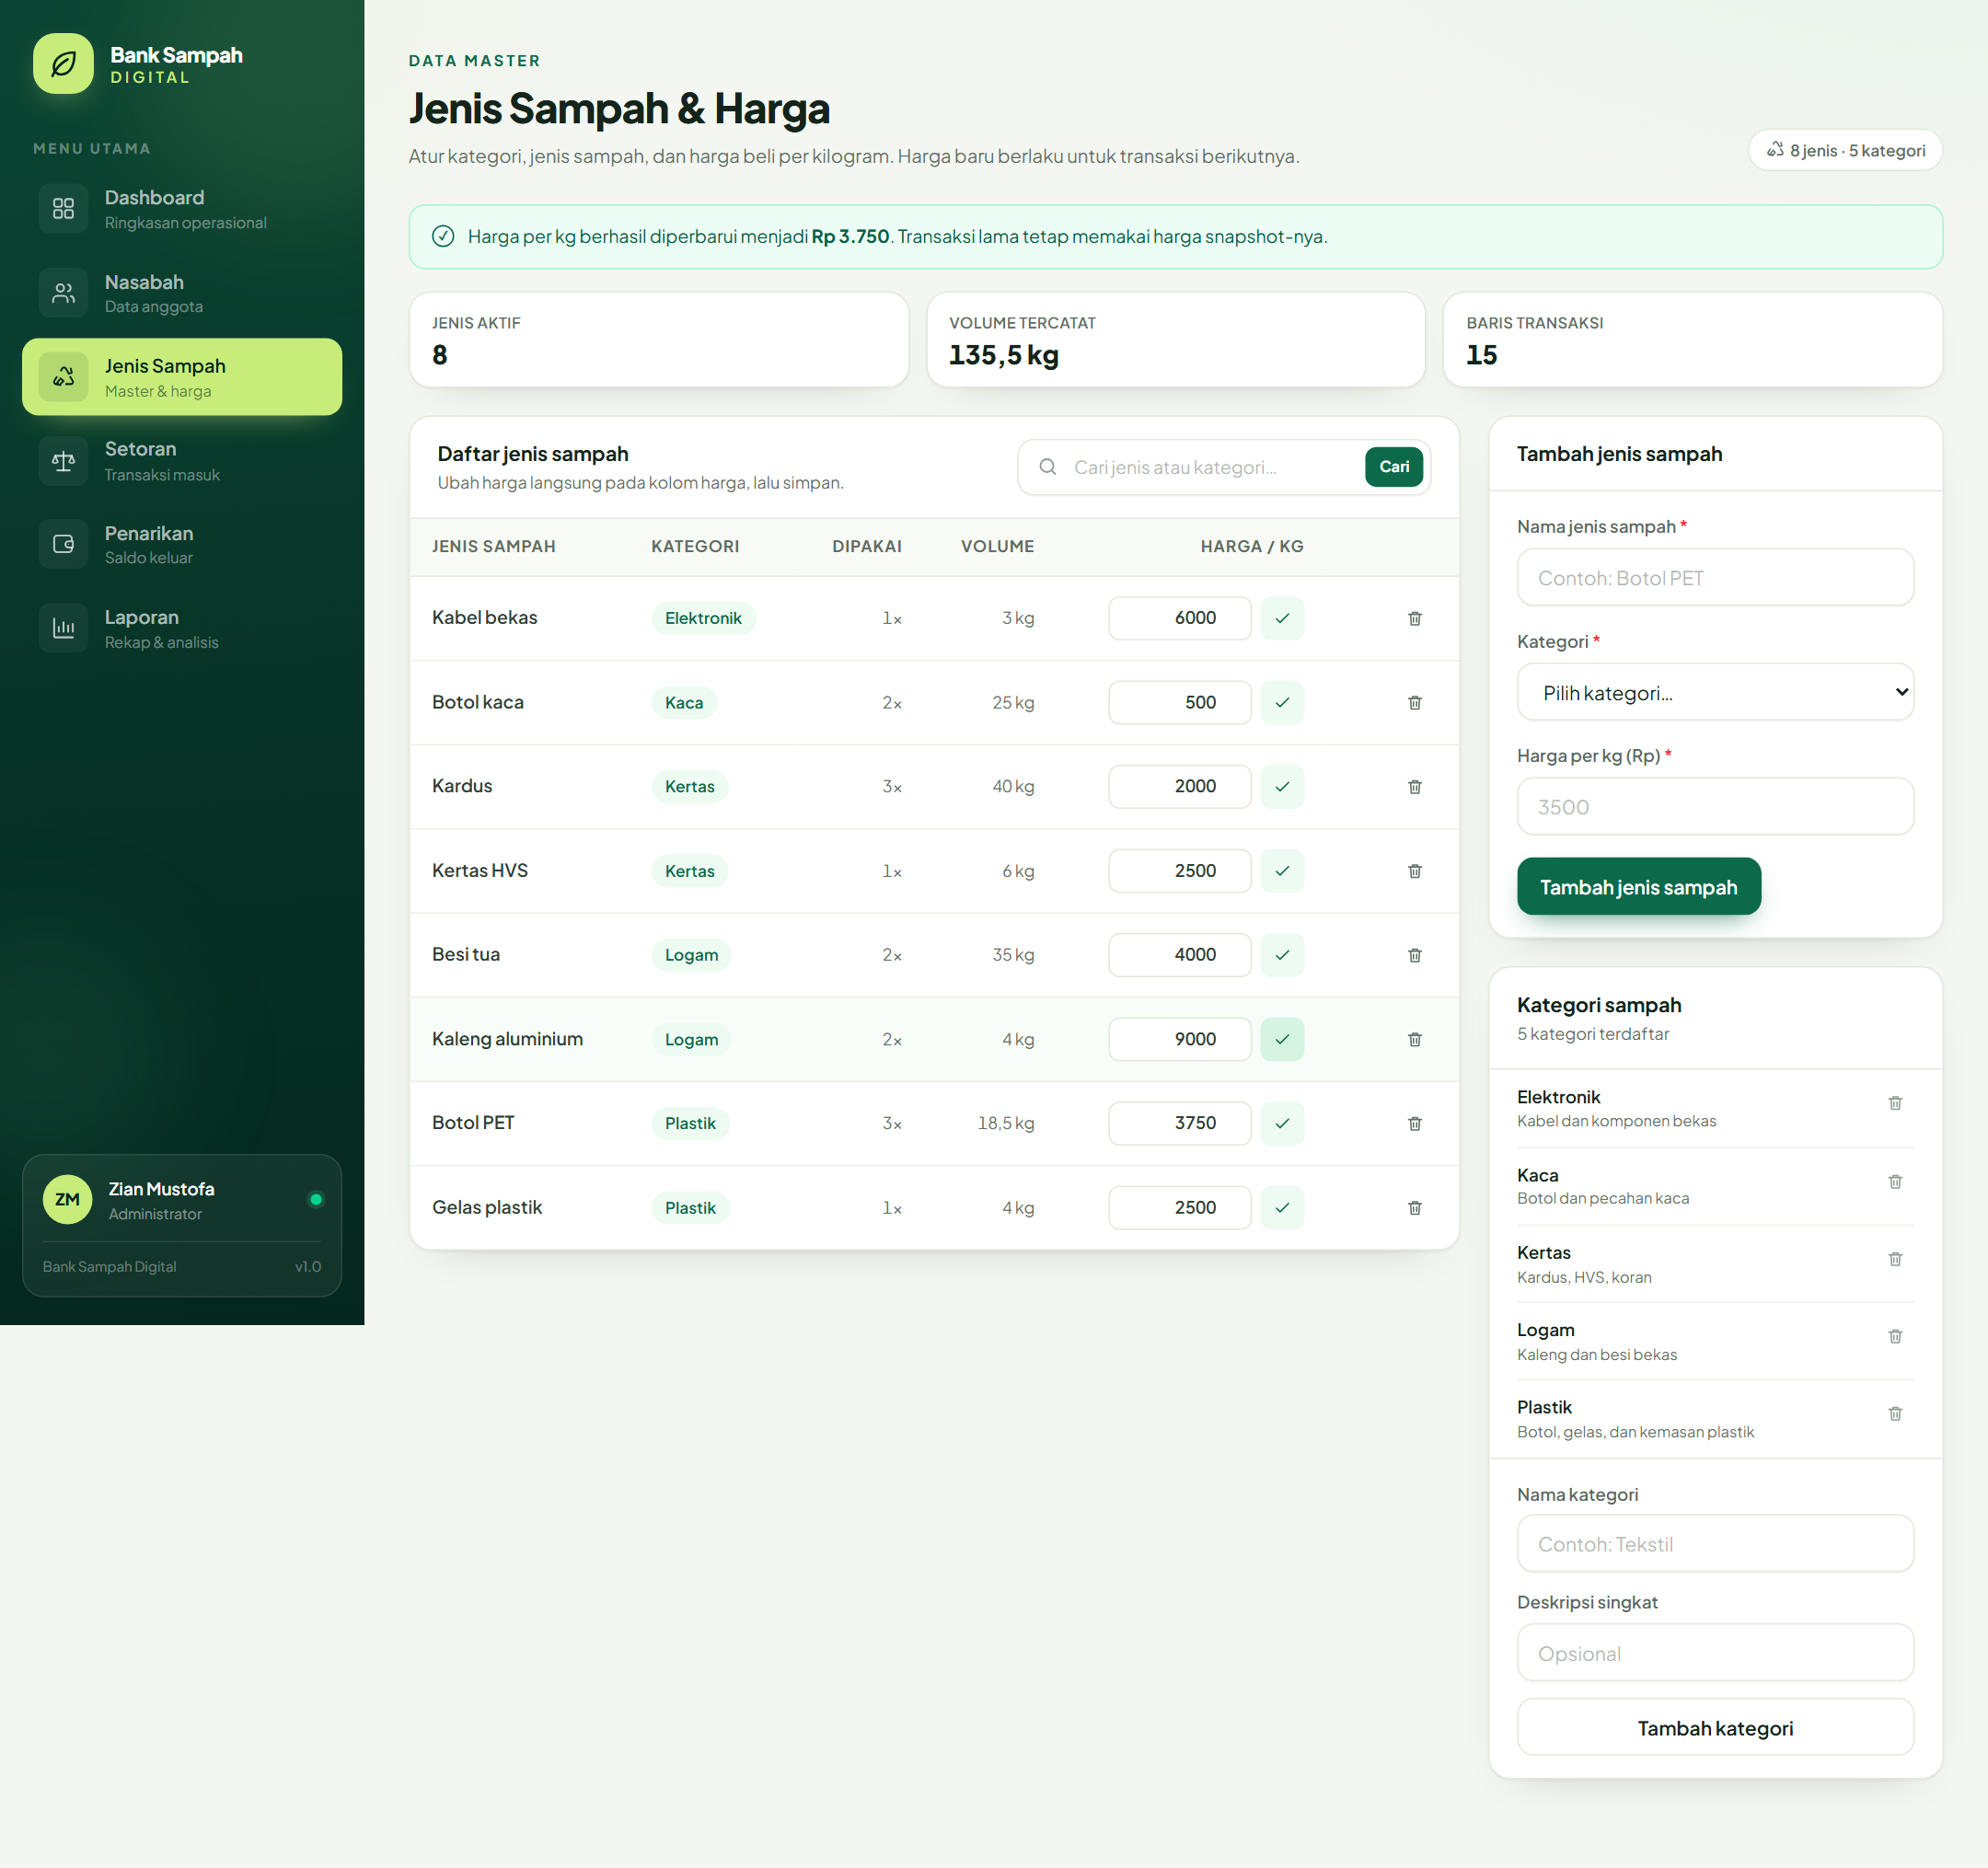 Bank Sampah
DIGITAL
MENU UTAMA
Dashboard
Ringkasan operasional
Nasabah
Data anggota
Jenis Sampah
Master & harga
Setoran
Transaksi masuk
Penarikan
Saldo keluar
Laporan
Rekap & analisis
ZM
Zian Mustofa
Administrator
Bank Sampah Digital v1.0
DATA MASTER
Jenis Sampah & Harga
Atur kategori, jenis sampah, dan harga beli per kilogram. Harga baru berlaku untuk transaksi berikutnya.
8 jenis · 5 kategori
Harga per kg berhasil diperbarui menjadi Rp 3.750. Transaksi lama tetap memakai harga snapshot-nya.
JENIS AKTIF
8
VOLUME TERCATAT
135,5 kg
BARIS TRANSAKSI
15
Daftar jenis sampah
Ubah harga langsung pada kolom harga, lalu simpan.
Cari jenis atau kategori... Cari
JENIS SAMPAH KATEGORI DIPAKAI VOLUME HARGA / KG
Kabel bekas Elektronik 1× 3 kg 6000
Botol kaca Kaca 2× 25 kg 500
Kardus Kertas 3× 40 kg 2000
Kertas HVS Kertas 1× 6 kg 2500
Besi tua Logam 2× 35 kg 4000
Kaleng aluminium Logam 2× 4 kg 9000
Botol PET Plastik 3× 18,5 kg 3750
Gelas plastik Plastik 1× 4 kg 2500
Tambah jenis sampah
Nama jenis sampah *
Contoh: Botol PET
Kategori *
Pilih kategori...
Harga per kg (Rp) *
3500
Tambah jenis sampah
Kategori sampah
5 kategori terdaftar
Elektronik
Kabel dan komponen bekas
Kaca
Botol dan pecahan kaca
Kertas
Kardus, HVS, koran
Logam
Kaleng dan besi bekas
Plastik
Botol, gelas, dan kemasan plastik
Nama kategori
Contoh: Tekstil
Deskripsi singkat
Opsional
Tambah kategori